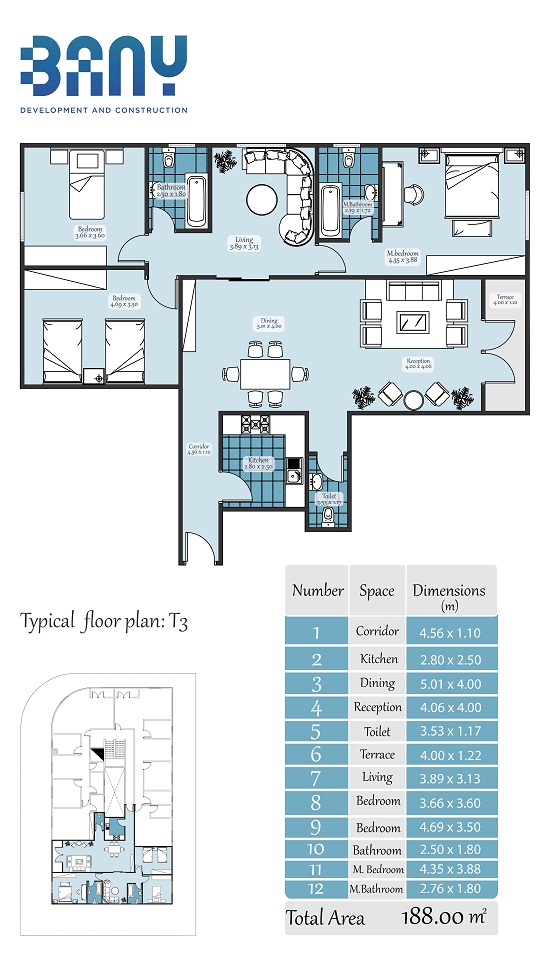 BANY
DEVELOPMENT AND CONSTRUCTION
Bathroom
2.50 x 1.80
M.Bathroom
2.19 x 1.72
Bedroom
3.66 x 3.60
Living
3.89 x 3.13
M.bedroom
4.35 x 3.88
Bedroom
4.69 x 3.50
Terrace
4.00 x 1.22
Dining
5.01 x 4.00
Reception
4.00 x 4.06
Corridor
4.56 x 1.10
Kitchen
2.80 x 2.50
Toilet
3.53 x 1.17
Typical floor plan: T3
Number Space Dimensions
(m)
1 Corridor 4.56 x 1.10
2 Kitchen 2.80 x 2.50
3 Dining 5.01 x 4.00
4 Reception 4.06 x 4.00
5 Toilet 3.53 x 1.17
6 Terrace 4.00 x 1.22
7 Living 3.89 x 3.13
8 Bedroom 3.66 x 3.60
9 Bedroom 4.69 x 3.50
10 Bathroom 2.50 x 1.80
11 M. Bedroom 4.35 x 3.88
12 M.Bathroom 2.76 x 1.80
Total Area 188.00 m²